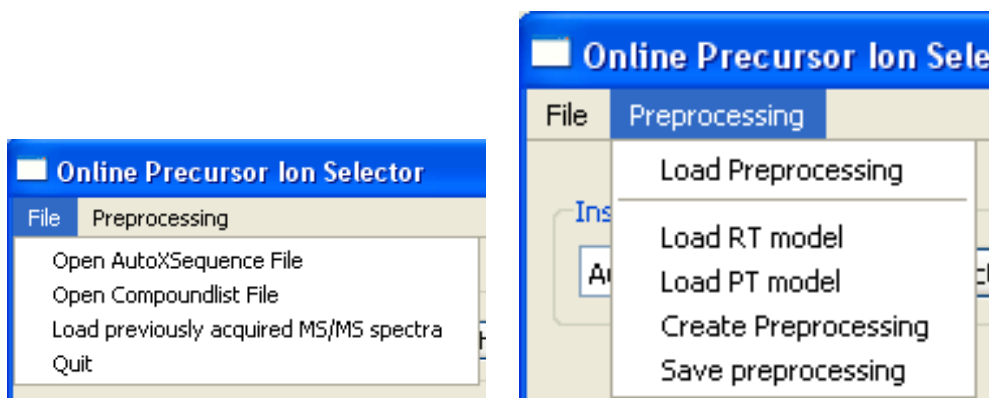 Online Precursor Ion Selector
File Preprocessing
Open AutoXSequence File
Open Compoundlist File
Load previously acquired MS/MS spectra
Quit
Online Precursor Ion Sele
File Preprocessing
Load Preprocessing
Ins
Load RT model
Load PT model
Create Preprocessing
Save preprocessing